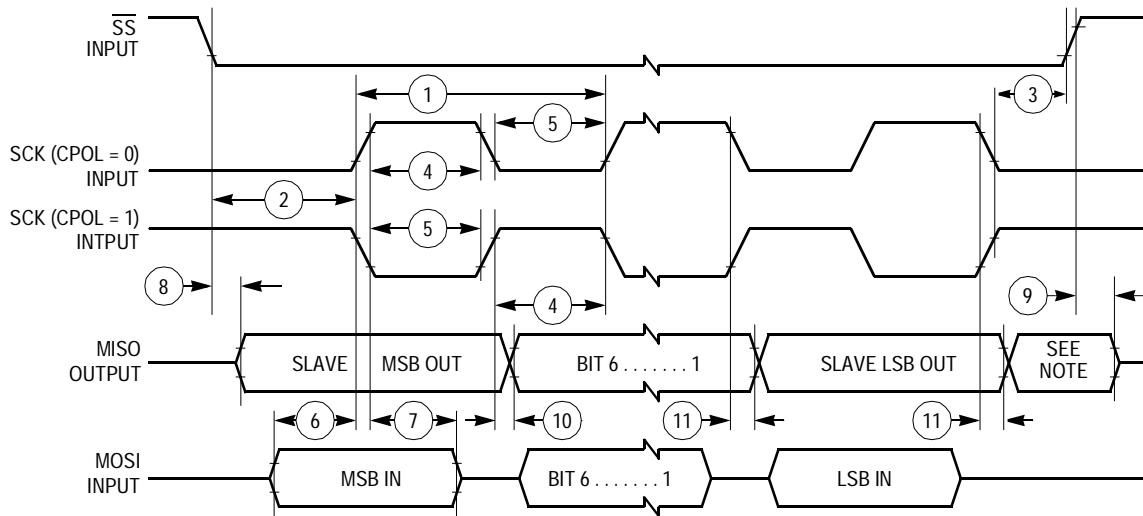 SS
INPUT
1
3
5
SCK (CPOL = 0)
INPUT
4
2
SCK (CPOL = 1)
INTPUT
5
8
9
4
MISO
OUTPUT
SLAVE MSB OUT
BIT 6 . . . . . . . 1
SLAVE LSB OUT
SEE
NOTE
6
7
10
11
11
MOSI
INPUT
MSB IN
BIT 6 . . . . . . . 1
LSB IN